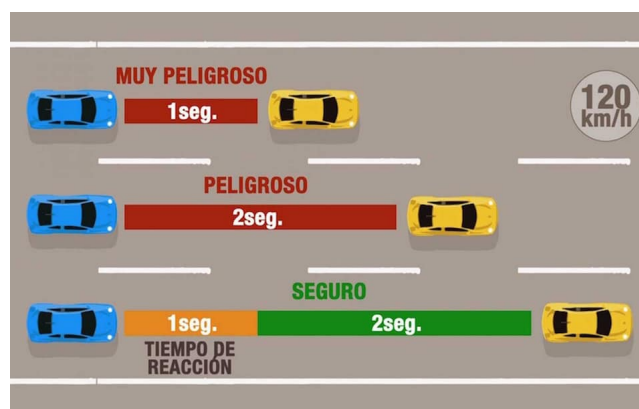 MUY PELIGROSO
1seg.
120
km/h
PELIGROSO
2seg.
SEGURO
1seg.
2seg.
TIEMPO DE
REACCIÓN